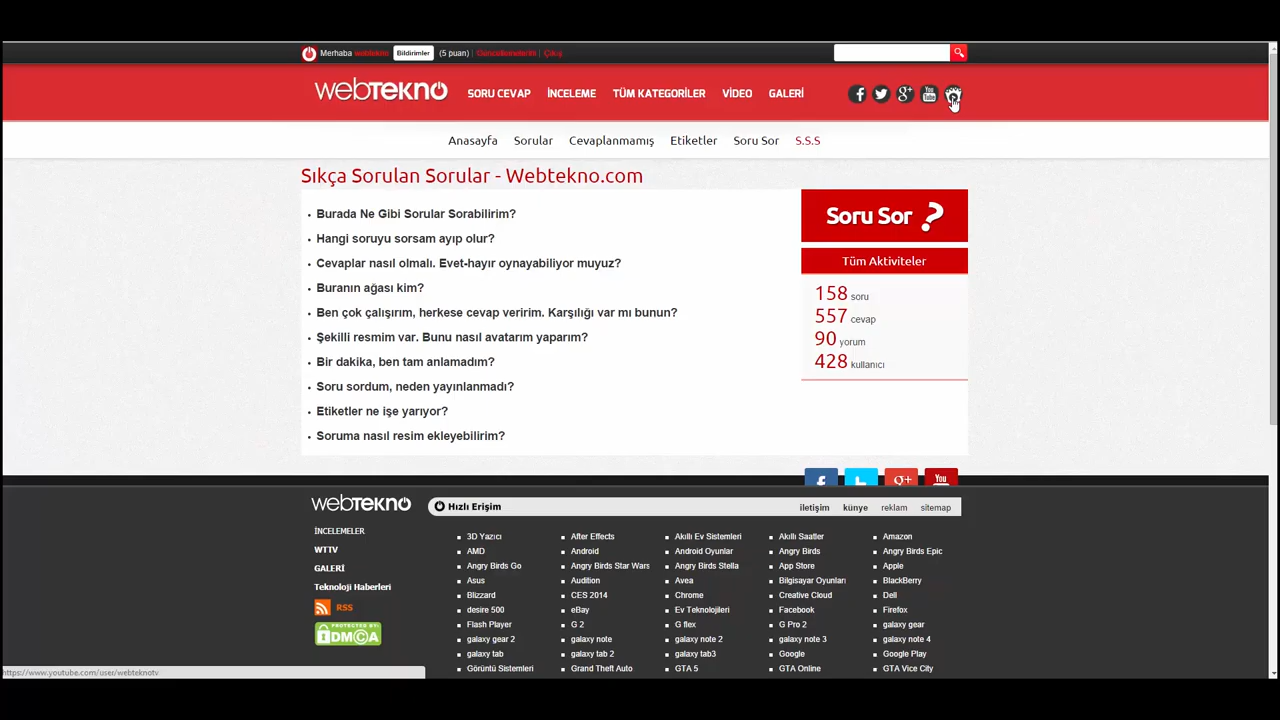 Merhaba webtekno Bildirimler (5 puan) | Güncellemelerim | Çıkış
webtekno SORU CEVAP İNCELEME TÜM KATEGORİLER VİDEO GALERİ
Anasayfa Sorular Cevaplanmamış Etiketler Soru Sor S.S.S
Sıkça Sorulan Sorular - Webtekno.com
Burada Ne Gibi Sorular Sorabilirim?
Hangi soruyu sorsam ayıp olur?
Cevaplar nasıl olmalı. Evet-hayır oynayabiliyor muyuz?
Buranın ağası kim?
Ben çok çalışırım, herkese cevap veririm. Karşılığı var mı bunun?
Şekilli resmim var. Bunu nasıl avatarım yaparım?
Bir dakika, ben tam anlamadım?
Soru sordum, neden yayınlanmadı?
Etiketler ne işe yarıyor?
Soruma nasıl resim ekleyebilirim?
Soru Sor ?
Tüm Aktiviteler
158 soru
557 cevap
90 yorum
428 kullanıcı
webtekno Hızlı Erişim iletişim künye reklam sitemap
İNCELEMELER
WTTV
GALERİ
Teknoloji Haberleri
RSS
PROTECTED BY:
DMCA
3D Yazıcı After Effects Akıllı Ev Sistemleri Akıllı Saatler Amazon
AMD Android Android Oyunlar Angry Birds Angry Birds Epic
Angry Birds Go Angry Birds Star Wars Angry Birds Stella App Store Apple
Asus Audition Avea Bilgisayar Oyunları BlackBerry
Blizzard CES 2014 Chrome Creative Cloud Dell
desire 500 eBay Ev Teknolojileri Facebook Firefox
Flash Player G 2 G flex G Pro 2 galaxy gear
galaxy gear 2 galaxy note galaxy note 2 galaxy note 3 galaxy note 4
galaxy tab galaxy tab 2 galaxy tab3 Google Google Play
Görüntü Sistemleri Grand Theft Auto GTA 5 GTA Online GTA Vice City
https://www.youtube.com/user/webteknotv